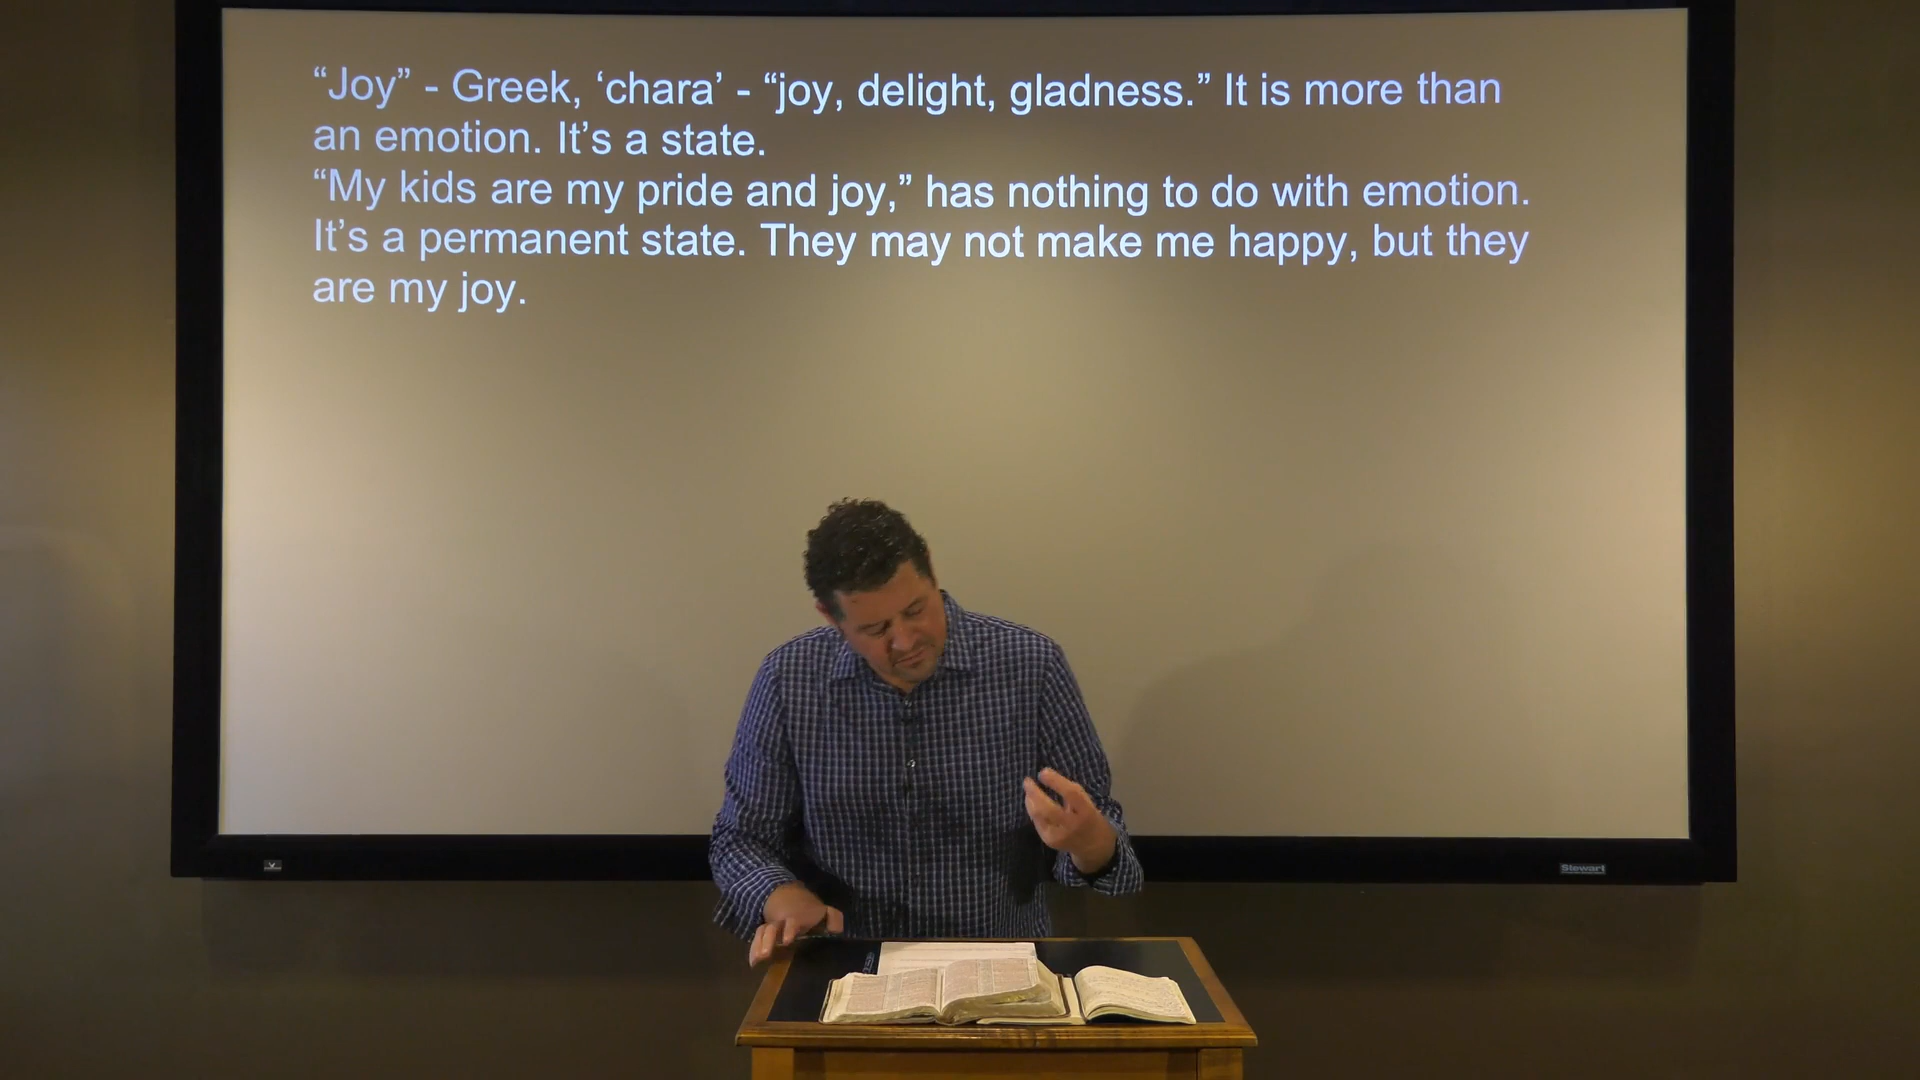 “Joy” - Greek, ‘chara’ - “joy, delight, gladness.” It is more than
an emotion. It’s a state.
“My kids are my pride and joy,” has nothing to do with emotion.
It’s a permanent state. They may not make me happy, but they
are my joy.
Stewart